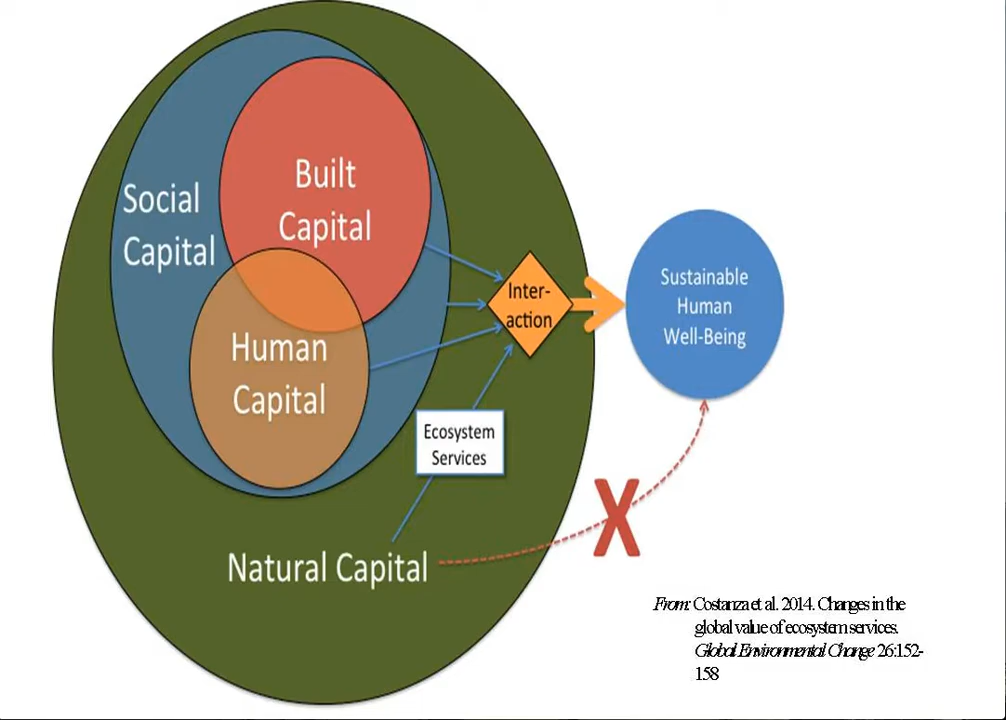 Built
Capital
Social
Capital
Human
Capital
Inter-
action
Sustainable
Human
Well-Being
Ecosystem
Services
X
Natural Capital
From: Costanza et al. 2014. Changes in the
global value of ecosystem services.
Global Environmental Change 26:152-
158